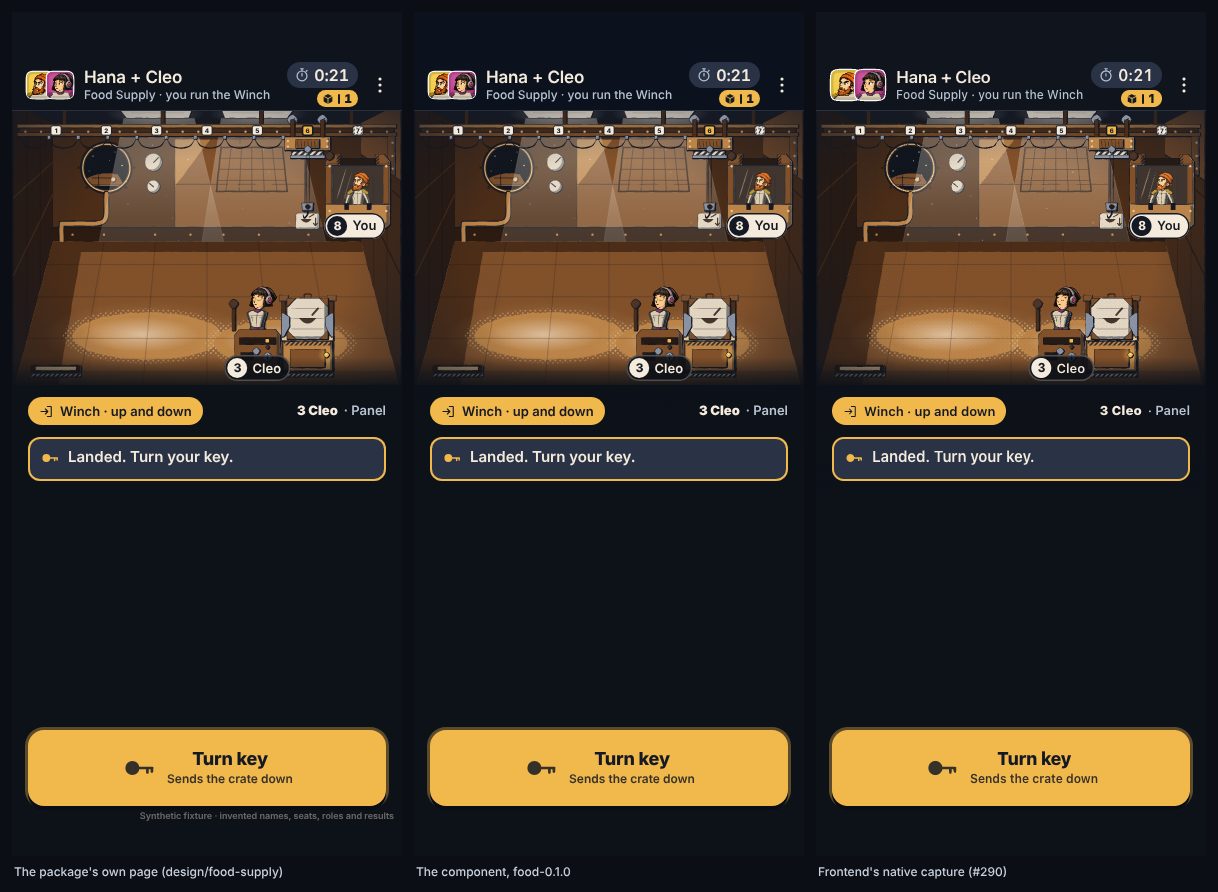 Hana + Cleo
0:21
Food Supply · you run the Winch
1
1 2 3 4 5 6
8 You
3 Cleo
Winch · up and down
3 Cleo · Panel
Landed. Turn your key.
Turn key
Sends the crate down
Synthetic fixture · invented names, seats, roles and results
The package's own page (design/food-supply)
Hana + Cleo
0:21
Food Supply · you run the Winch
1
1 2 3 4 5 6
8 You
3 Cleo
Winch · up and down
3 Cleo · Panel
Landed. Turn your key.
Turn key
Sends the crate down
The component, food-0.1.0
Hana + Cleo
0:21
Food Supply · you run the Winch
1
1 2 3 4 5 6
8 You
3 Cleo
Winch · up and down
3 Cleo · Panel
Landed. Turn your key.
Turn key
Sends the crate down
Frontend's native capture (#290)